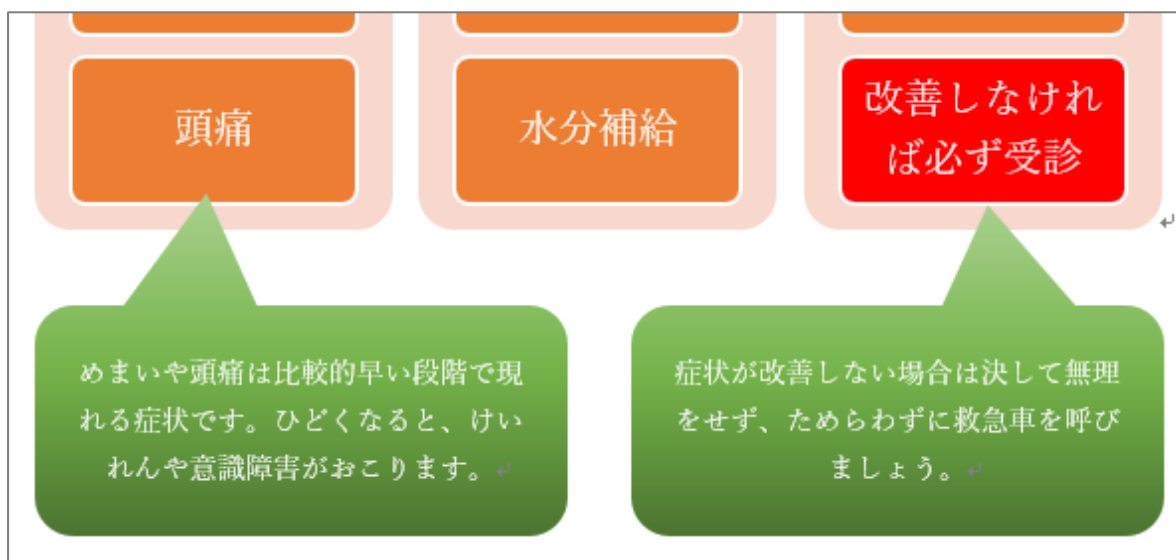 頭痛
水分補給
改善しなけれ
ば必ず受診
めまいや頭痛は比較的早い段階で現
れる症状です。ひどくなると、けい
れんや意識障害がおこります。
症状が改善しない場合は決して無理
をせず、ためらわずに救急車を呼び
ましょう。